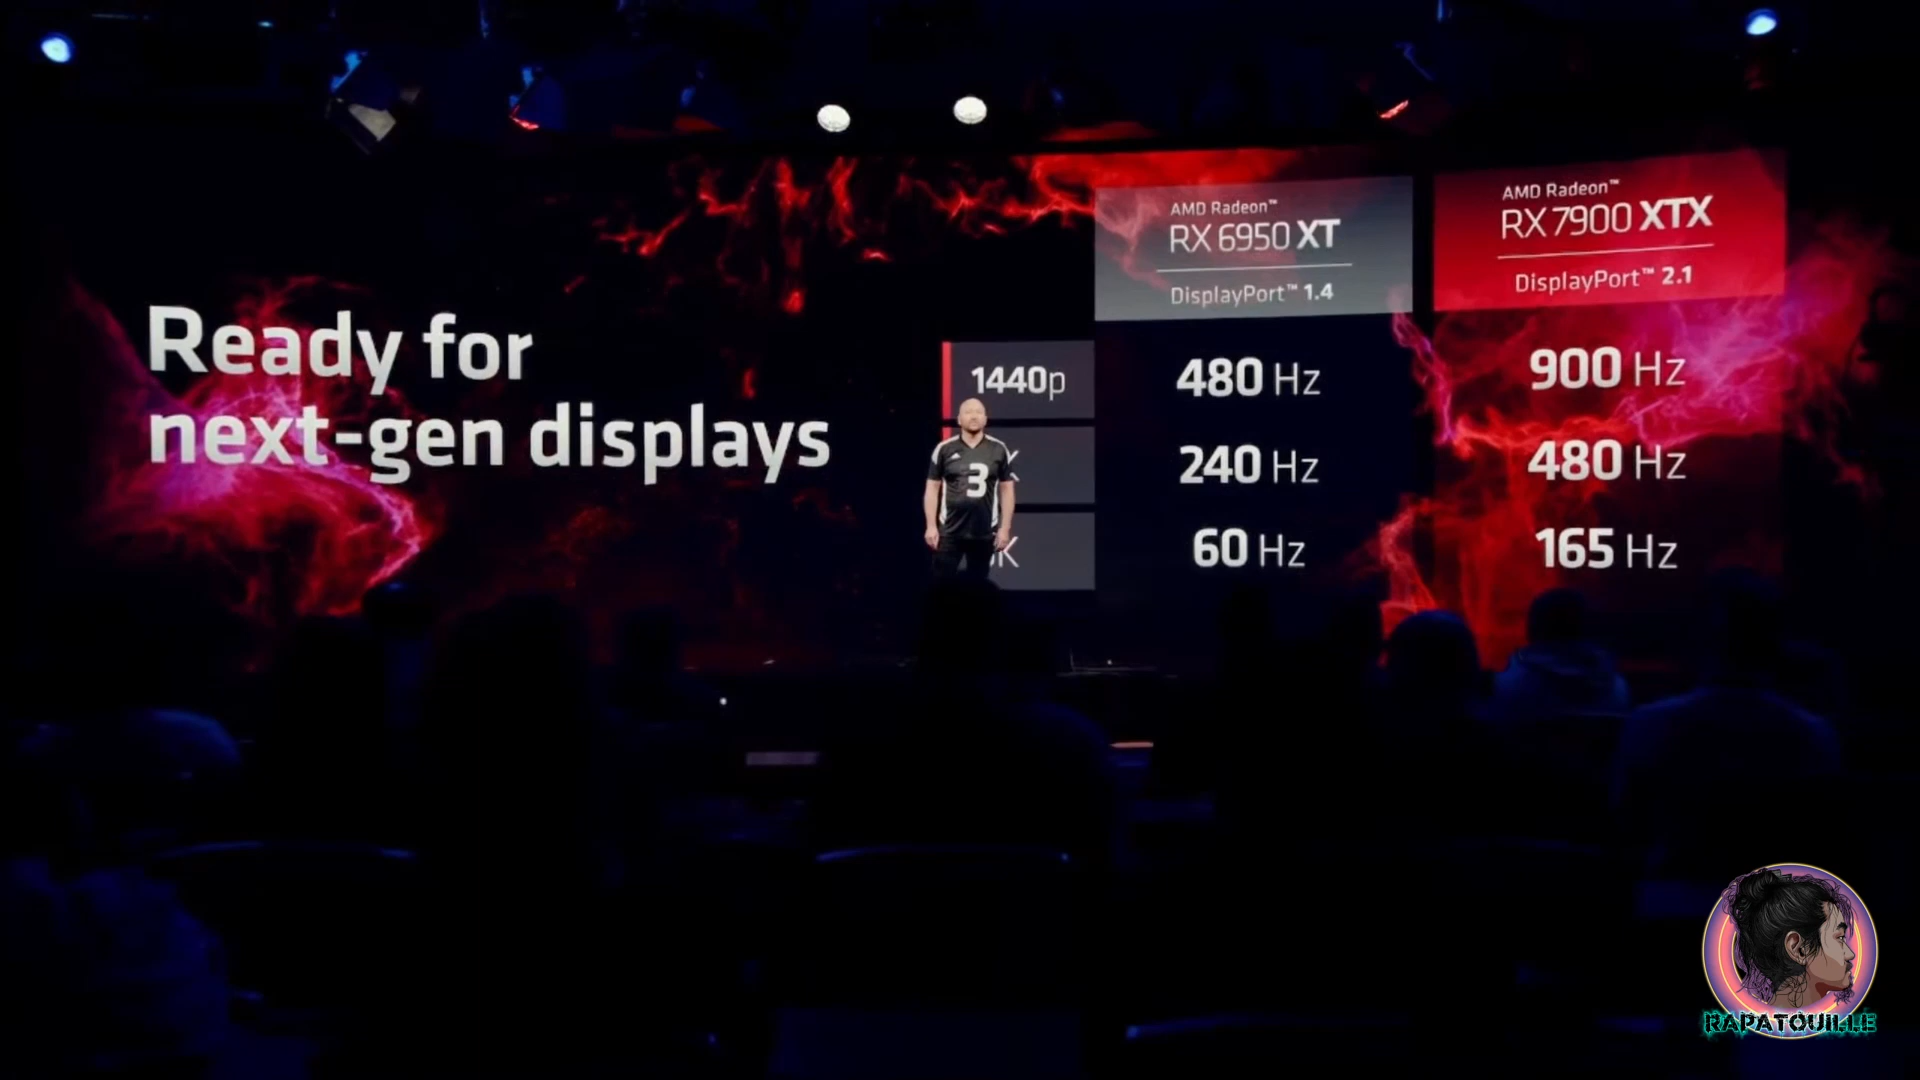 Ready for
next-gen displays
AMD Radeon™
RX 6950 XT
DisplayPort™ 1.4
AMD Radeon™
RX 7900 XTX
DisplayPort™ 2.1
1440p
480 Hz
900 Hz
3
240 Hz
480 Hz
60 Hz
165 Hz
RAPATOUILLE